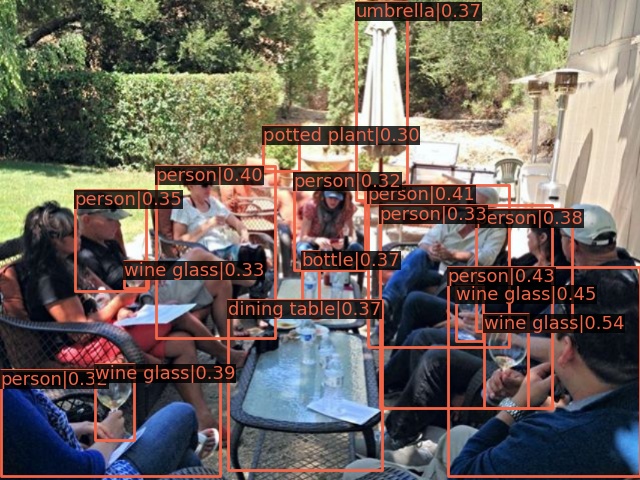 umbrella|0.37
potted plant|0.30
person|0.40
person|0.32
person|0.35
person|0.41
person|0.33
person|0.38
bottle|0.37
wine glass|0.33
person|0.43
wine glass|0.45
dining table|0.37
wine glass|0.54
person|0.32
wine glass|0.39